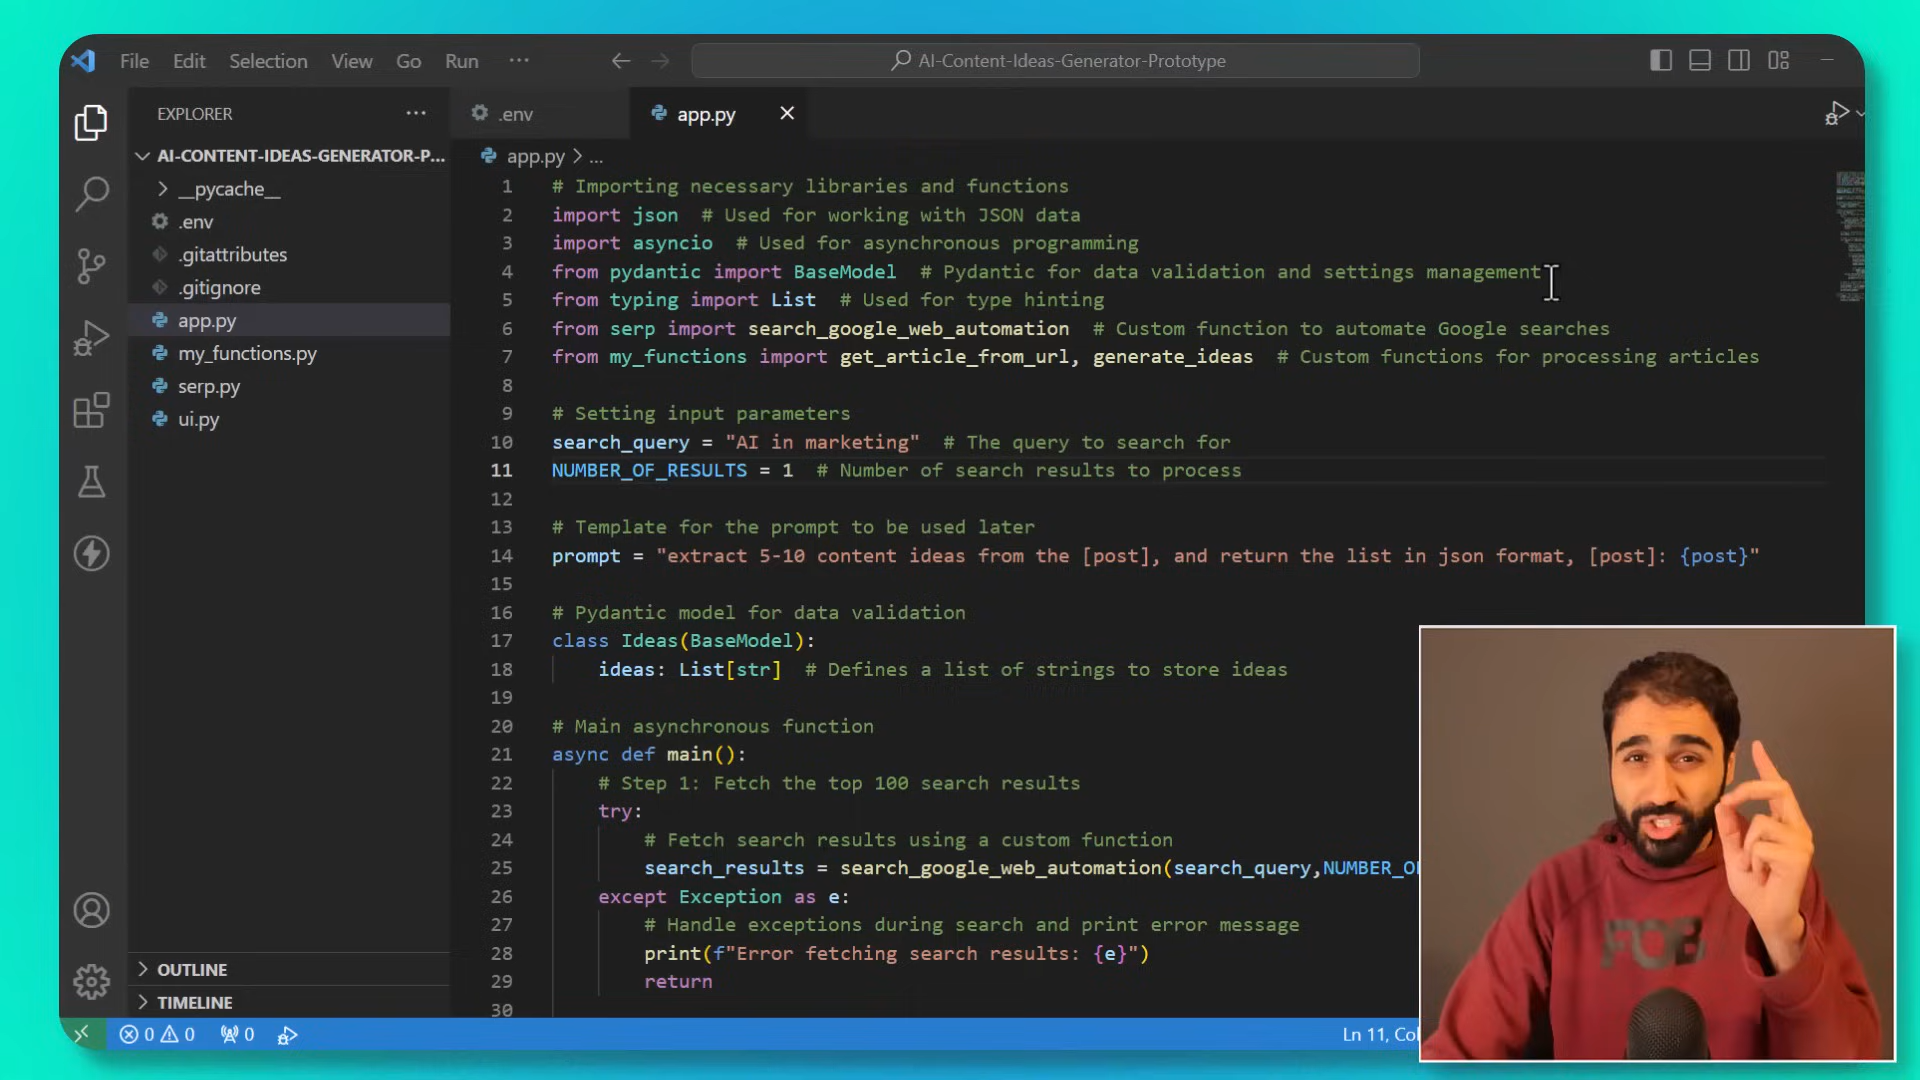 File Edit Selection View Go Run ···
AI-Content-Ideas-Generator-Prototype
EXPLORER ···
AI-CONTENT-IDEAS-GENERATOR-P...
__pycache__
.env
.gitattributes
.gitignore
app.py
my_functions.py
serp.py
ui.py
OUTLINE
TIMELINE
.env
app.py
app.py > ...
1 # Importing necessary libraries and functions
2 import json # Used for working with JSON data
3 import asyncio # Used for asynchronous programming
4 from pydantic import BaseModel # Pydantic for data validation and settings management
5 from typing import List # Used for type hinting
6 from serp import search_google_web_automation # Custom function to automate Google searches
7 from my_functions import get_article_from_url, generate_ideas # Custom functions for processing articles
8
9 # Setting input parameters
10 search_query = "AI in marketing" # The query to search for
11 NUMBER_OF_RESULTS = 1 # Number of search results to process
12
13 # Template for the prompt to be used later
14 prompt = "extract 5-10 content ideas from the [post], and return the list in json format, [post]: {post}"
15
16 # Pydantic model for data validation
17 class Ideas(BaseModel):
18 ideas: List[str] # Defines a list of strings to store ideas
19
20 # Main asynchronous function
21 async def main():
22 # Step 1: Fetch the top 100 search results
23 try:
24 # Fetch search results using a custom function
25 search_results = search_google_web_automation(search_query,NUMBER_OF
26 except Exception as e:
27 # Handle exceptions during search and print error message
28 print(f"Error fetching search results: {e}")
29 return
30
0 0 0
Ln 11, Col
FOB